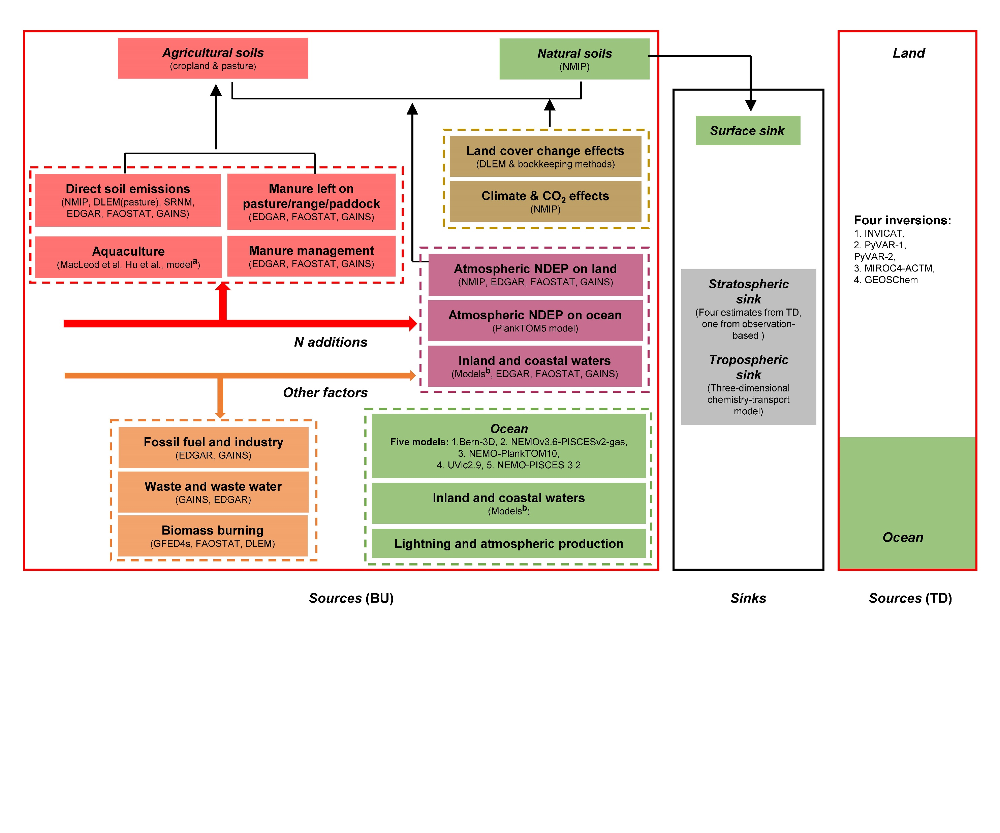 Agricultural soils
(cropland & pasture)
Natural soils
(NMIP)
Land
Surface sink
Land cover change effects
(DLEM & bookkeeping methods)
Climate & CO2 effects
(NMIP)
Direct soil emissions
(NMIP, DLEM(pasture), SRNM,
EDGAR, FAOSTAT, GAINS)
Manure left on
pasture/range/paddock
(EDGAR, FAOSTAT, GAINS)
Aquaculture
(MacLeod et al, Hu et al., modela)
Manure management
(EDGAR, FAOSTAT, GAINS)
Four inversions:
1. INVICAT,
2. PyVAR-1,
PyVAR-2,
3. MIROC4-ACTM,
4. GEOSChem
Atmospheric NDEP on land
(NMIP, EDGAR, FAOSTAT, GAINS)
Atmospheric NDEP on ocean
(PlankTOM5 model)
Inland and coastal waters
(Modelsb, EDGAR, FAOSTAT, GAINS)
N additions
Other factors
Stratospheric
sink
(Four estimates from TD,
one from observation-
based )
Tropospheric
sink
(Three-dimensional
chemistry-transport
model)
Fossil fuel and industry
(EDGAR, GAINS)
Waste and waste water
(GAINS, EDGAR)
Biomass burning
(GFED4s, FAOSTAT, DLEM)
Ocean
Five models: 1.Bern-3D, 2. NEMOv3.6-PISCESv2-gas,
3. NEMO-PlankTOM10,
4. UVic2.9, 5. NEMO-PISCES 3.2
Inland and coastal waters
(Modelsb)
Lightning and atmospheric production
Ocean
Sources (BU)
Sinks
Sources (TD)